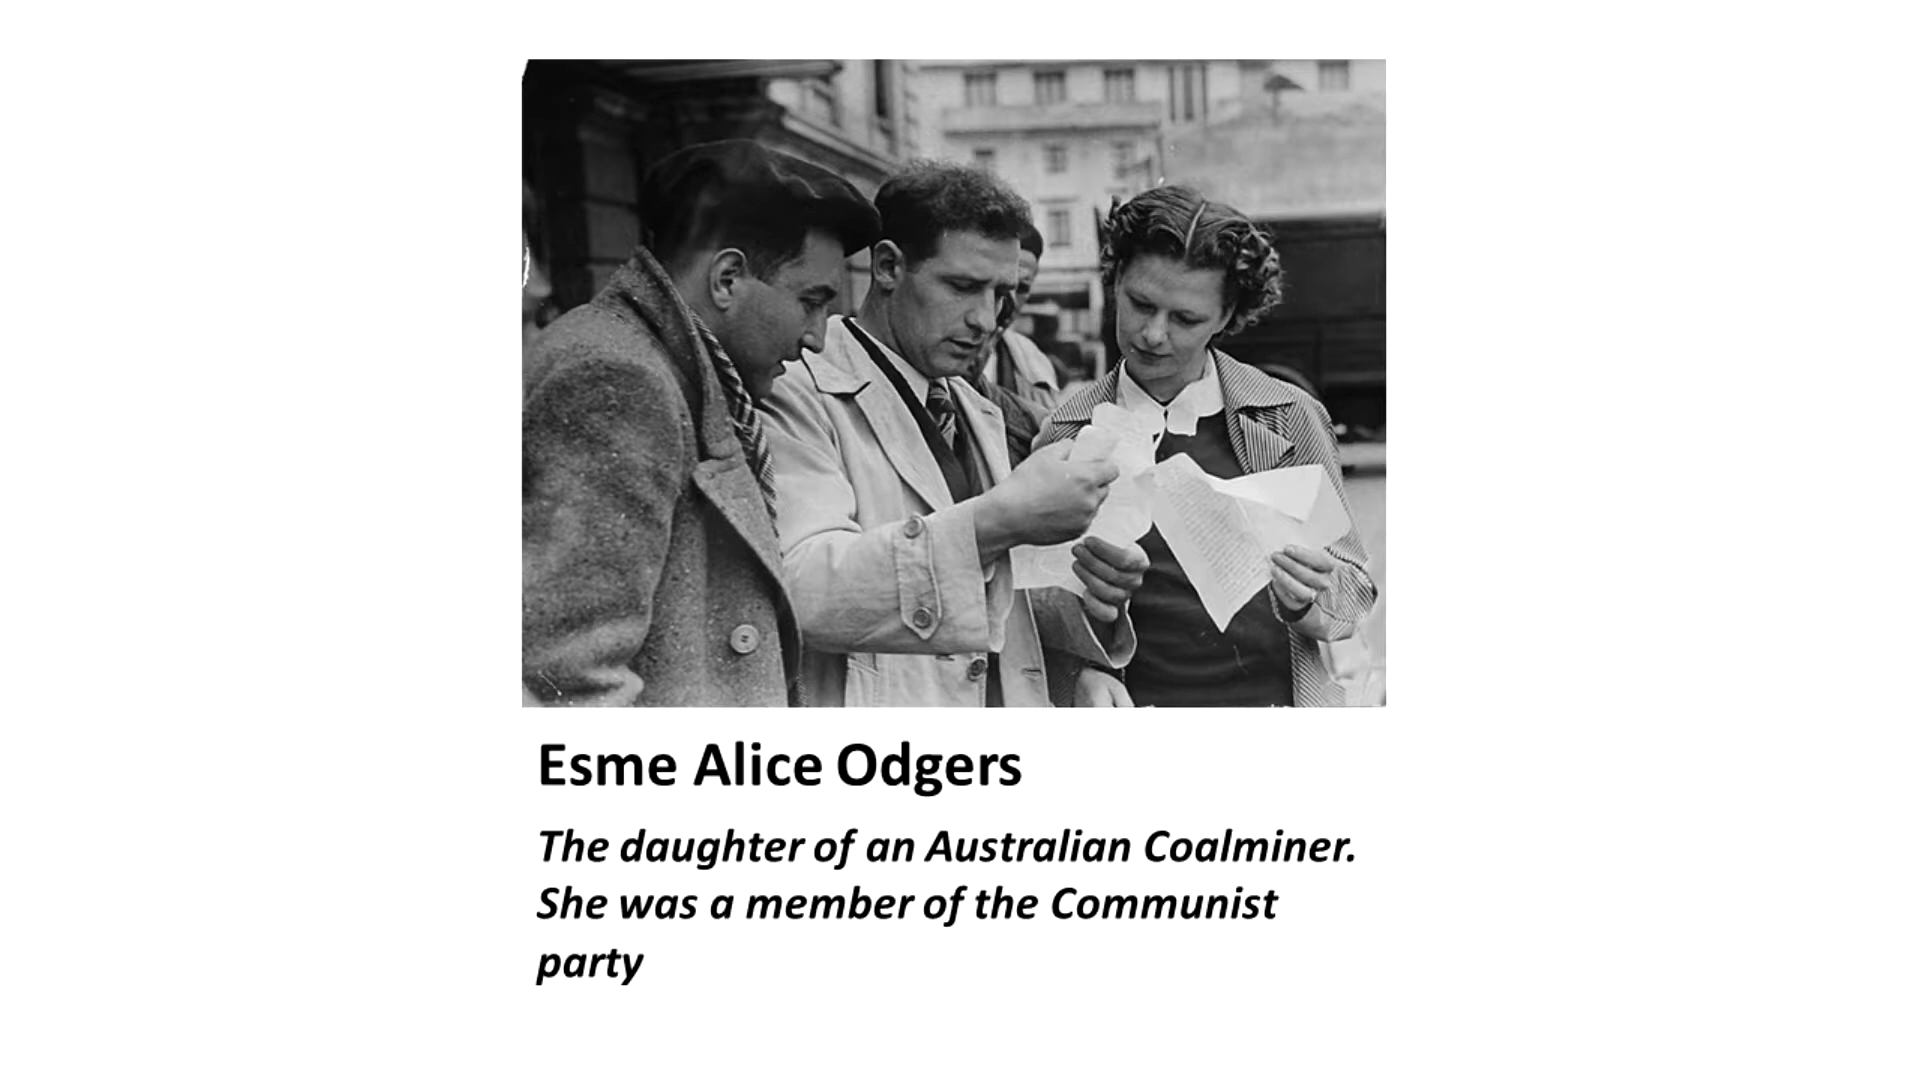 Esme Alice Odgers
The daughter of an Australian Coalminer.
She was a member of the Communist
party